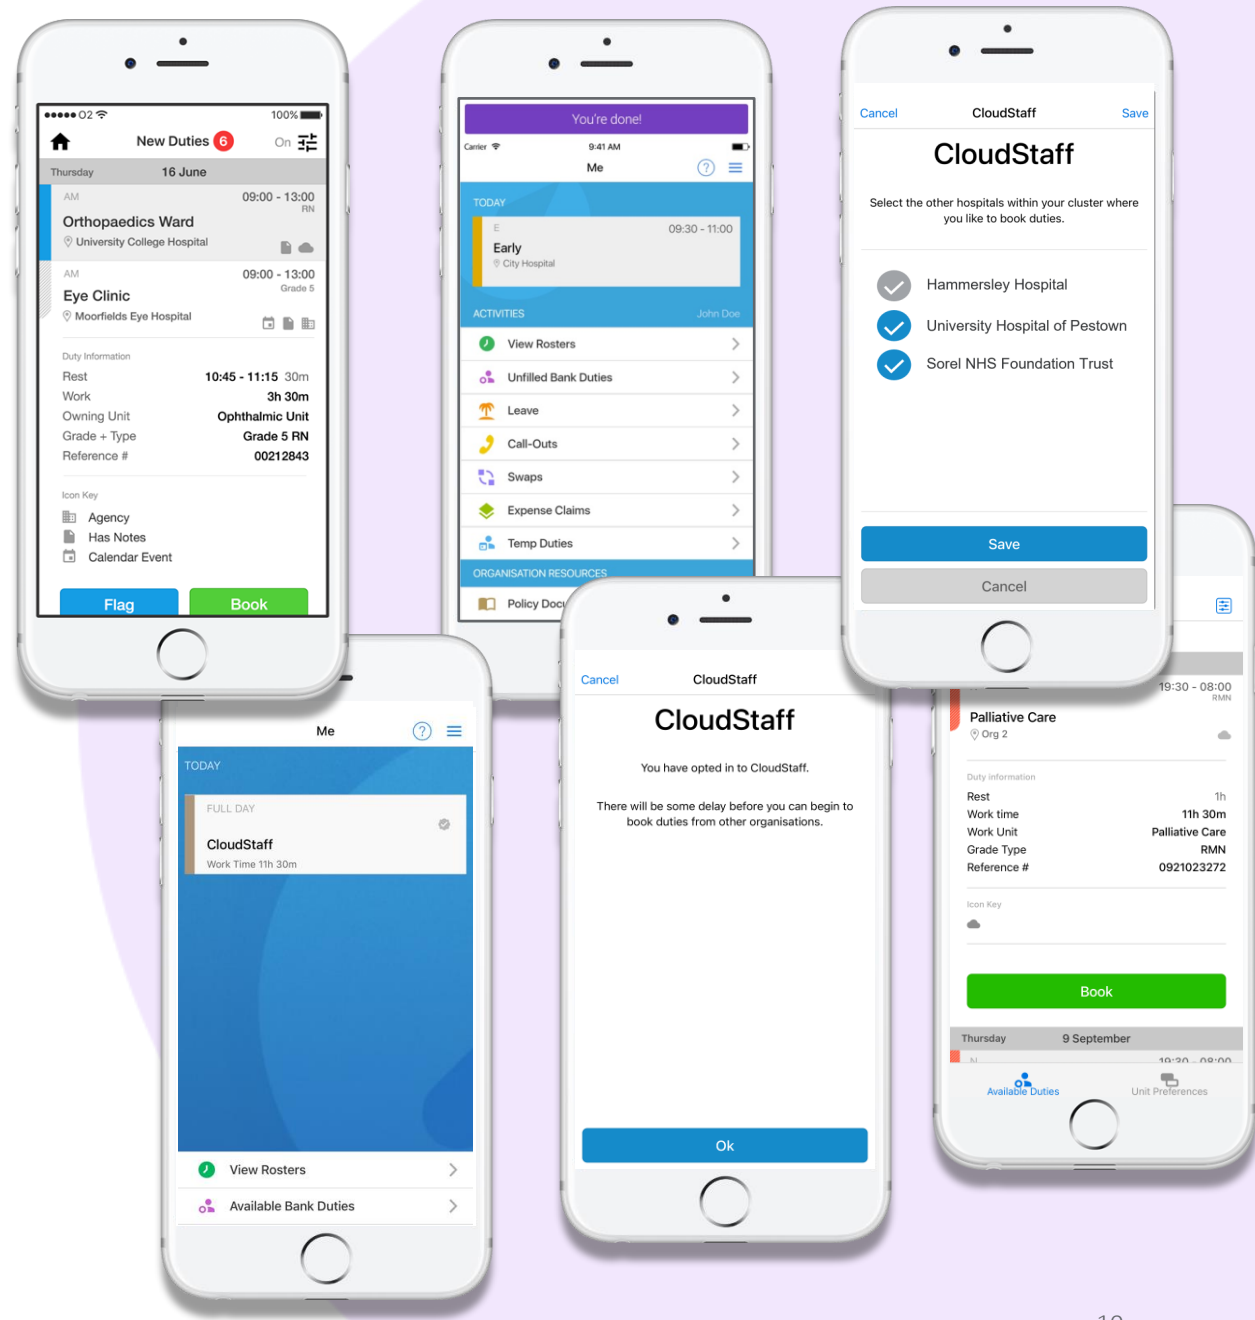 O2 100%
New Duties 6 On
Thursday 16 June
AM 09:00 - 13:00
RN
Orthopaedics Ward
University College Hospital
AM 09:00 - 13:00
Grade 5
Eye Clinic
Moorfields Eye Hospital
Duty Information
Rest 10:45 - 11:15 30m
Work 3h 30m
Owning Unit Ophthalmic Unit
Grade + Type Grade 5 RN
Reference # 00212843
Icon Key
Agency
Has Notes
Calendar Event
Flag Book
You're done!
Carrier 9:41 AM
Me ?
TODAY
E 09:30 - 11:00
Early
City Hospital
ACTIVITIES John Doe
View Rosters
Unfilled Bank Duties
Leave
Call-Outs
Swaps
Expense Claims
Temp Duties
ORGANISATION RESOURCES
Policy Docu
Cancel CloudStaff Save
CloudStaff
Select the other hospitals within your cluster where
you like to book duties.
Hammersley Hospital
University Hospital of Pestown
Sorel NHS Foundation Trust
Save
Cancel
Me ?
TODAY
FULL DAY
CloudStaff
Work Time 11h 30m
View Rosters
Available Bank Duties
Cancel CloudStaff
CloudStaff
You have opted in to CloudStaff.
There will be some delay before you can begin to
book duties from other organisations.
Ok
19:30 - 08:00
RMN
Palliative Care
Org 2
Duty information
Rest 1h
Work time 11h 30m
Work Unit Palliative Care
Grade Type RMN
Reference # 0921023272
Icon Key
Book
Thursday 9 September
N 19:30 - 08:00
Available Duties Unit Preferences